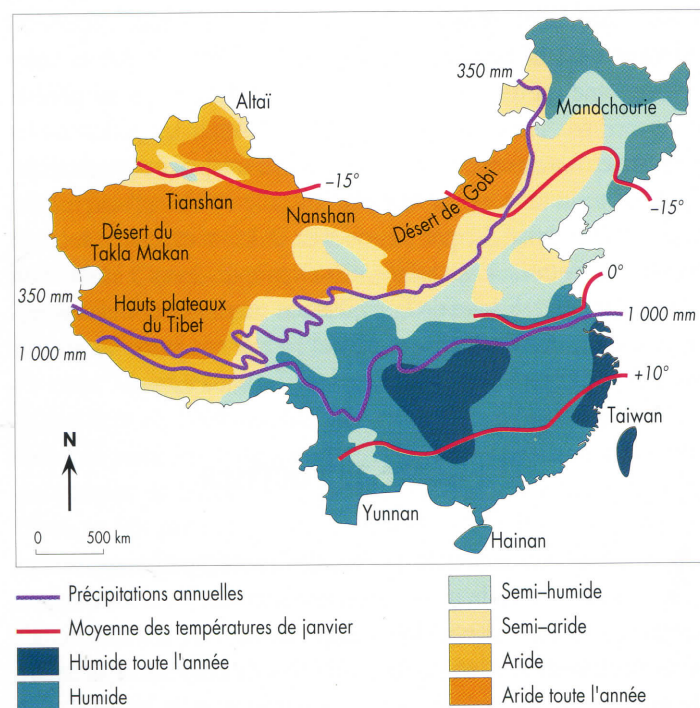 350 mm
Altaï
Mandchourie
–15°
Tianshan
Nanshan
Désert de Gobi
–15°
Désert du
Takla Makan
0°
350 mm
Hauts plateaux
du Tibet
1 000 mm
1 000 mm
+10°
Taiwan
N
Yunnan
0 500 km
Hainan
Précipitations annuelles
Moyenne des températures de janvier
Humide toute l'année
Humide
Semi–humide
Semi–aride
Aride
Aride toute l'année